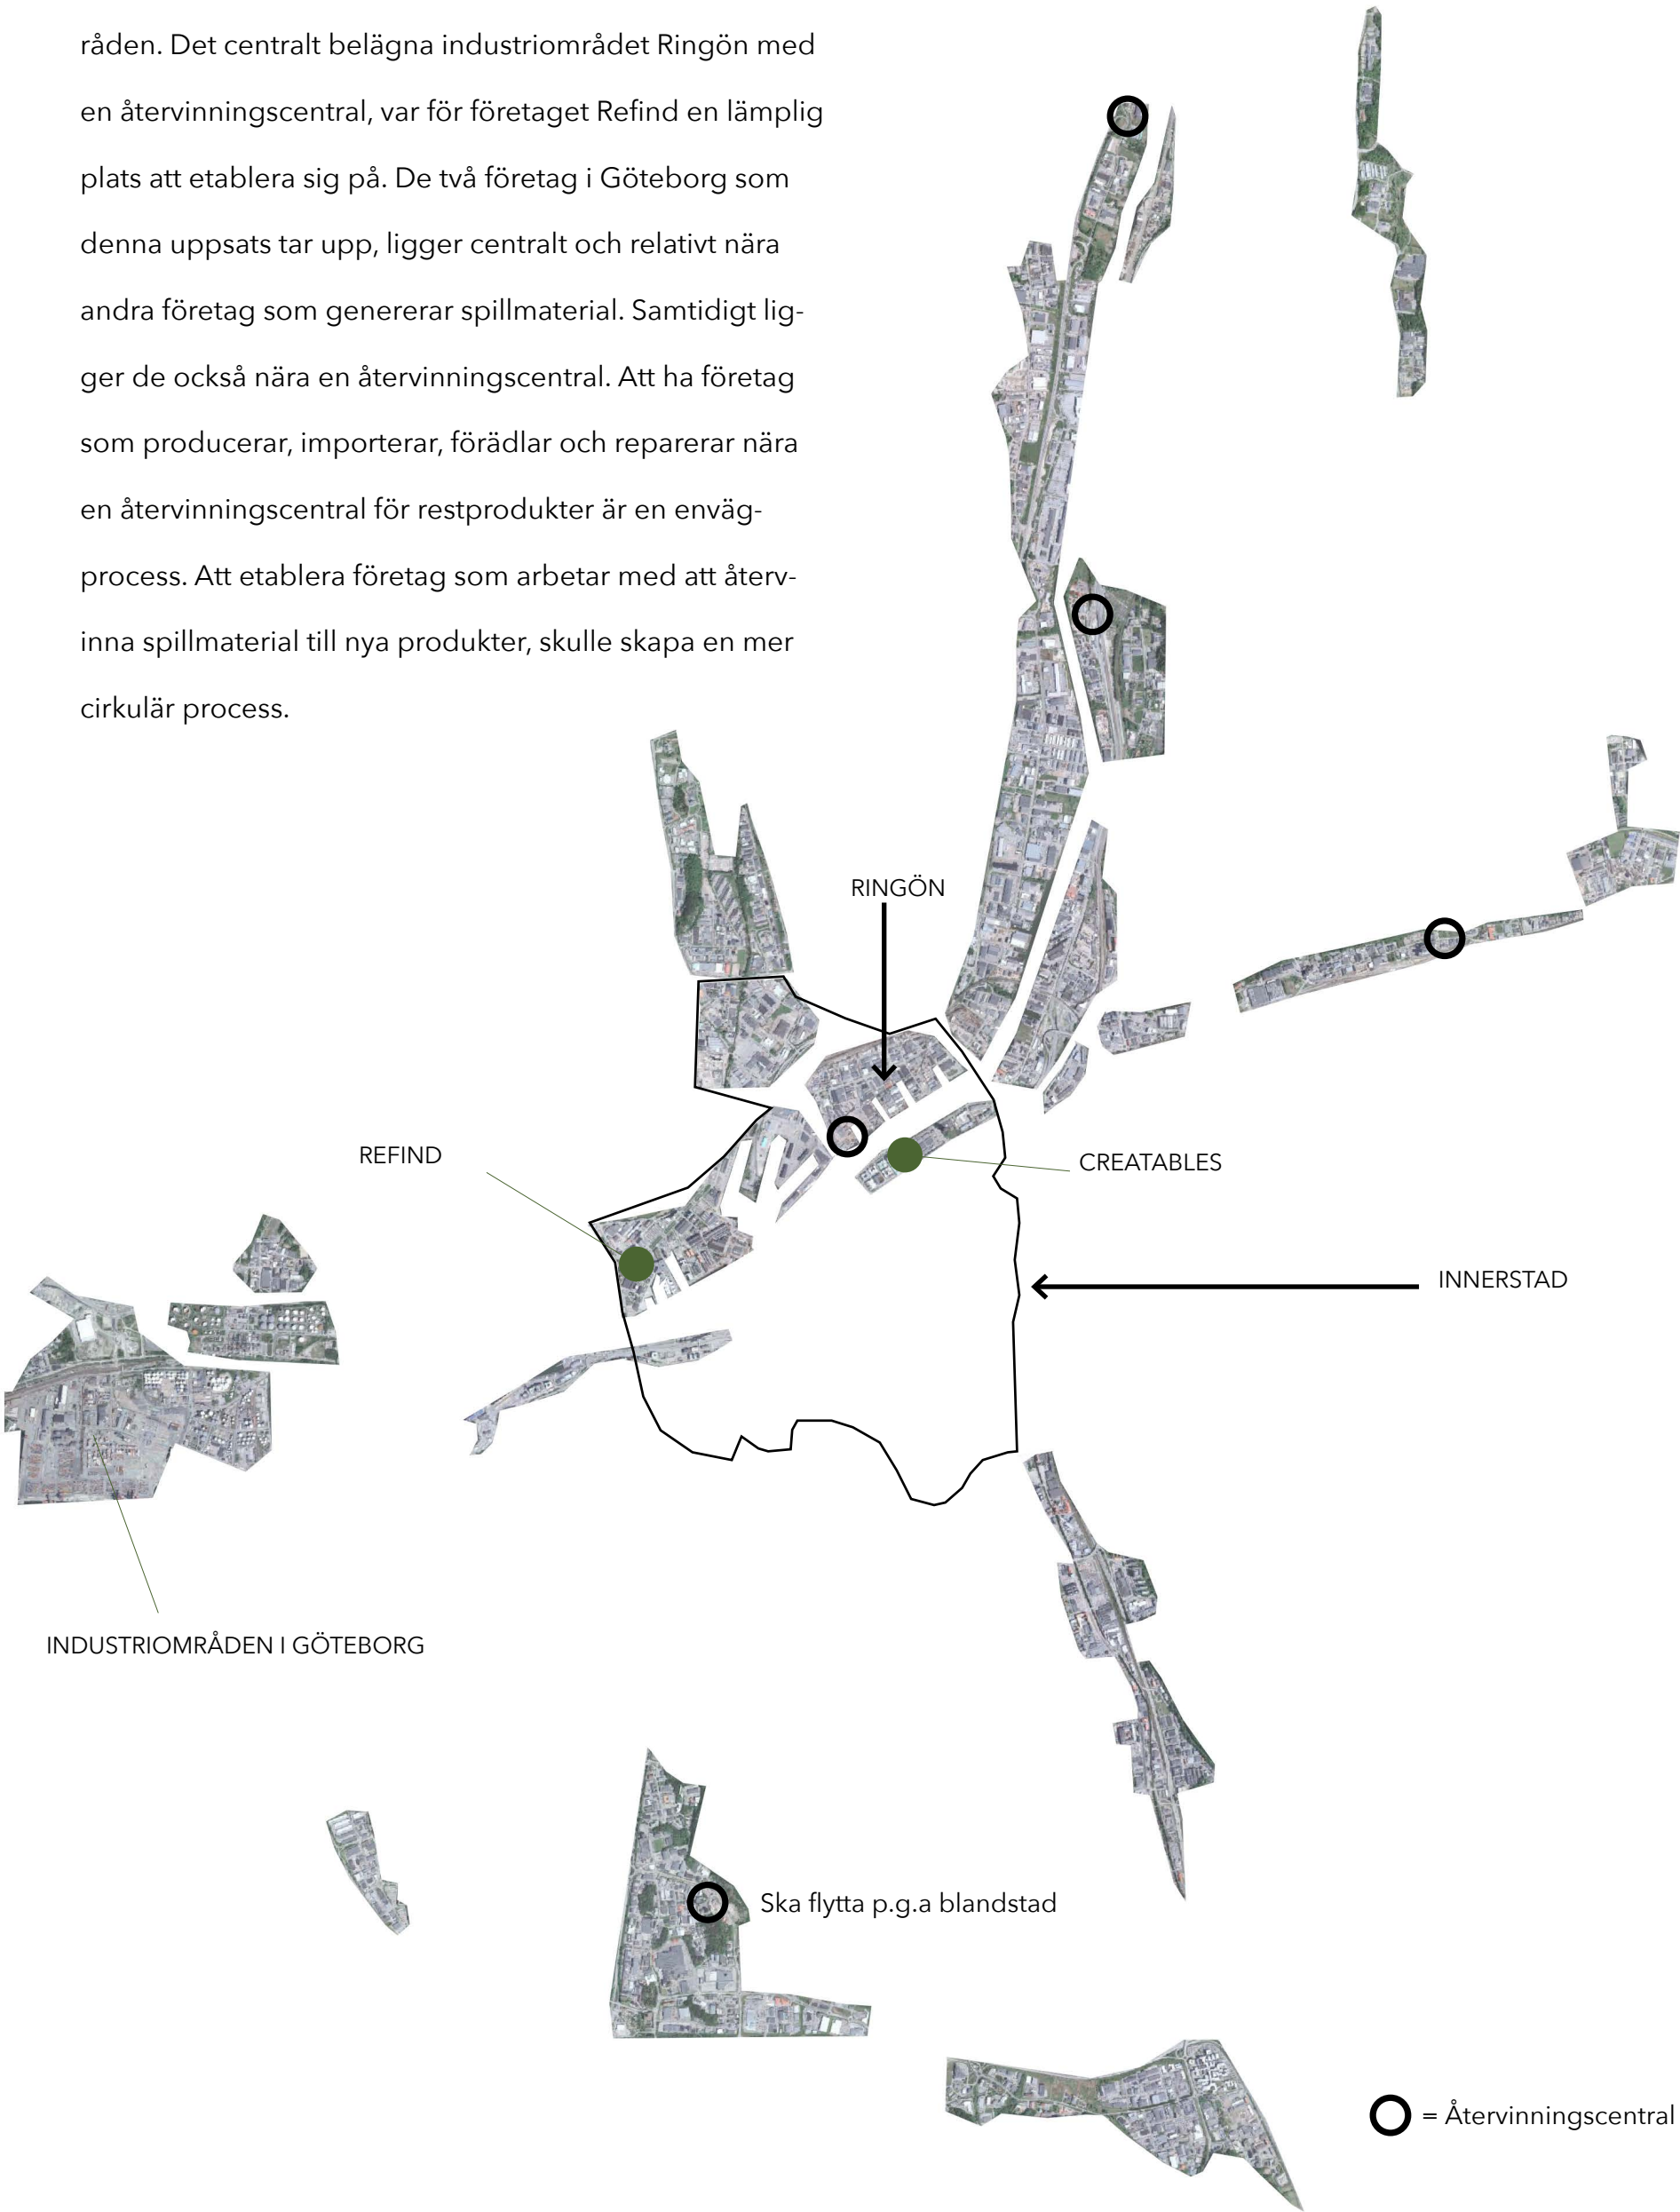 råden. Det centralt belägna industriområdet Ringön med
en återvinningscentral, var för företaget Refind en lämplig
plats att etablera sig på. De två företag i Göteborg som
denna uppsats tar upp, ligger centralt och relativt nära
andra företag som genererar spillmaterial. Samtidigt lig-
ger de också nära en återvinningscentral. Att ha företag
som producerar, importerar, förädlar och reparerar nära
en återvinningscentral för restprodukter är en enväg-
process. Att etablera företag som arbetar med att återv-
inna spillmaterial till nya produkter, skulle skapa en mer
cirkulär process.
RINGÖN
REFIND
CREATABLES
INNERSTAD
INDUSTRIOMRÅDEN I GÖTEBORG
Ska flytta p.g.a blandstad
= Återvinningscentral